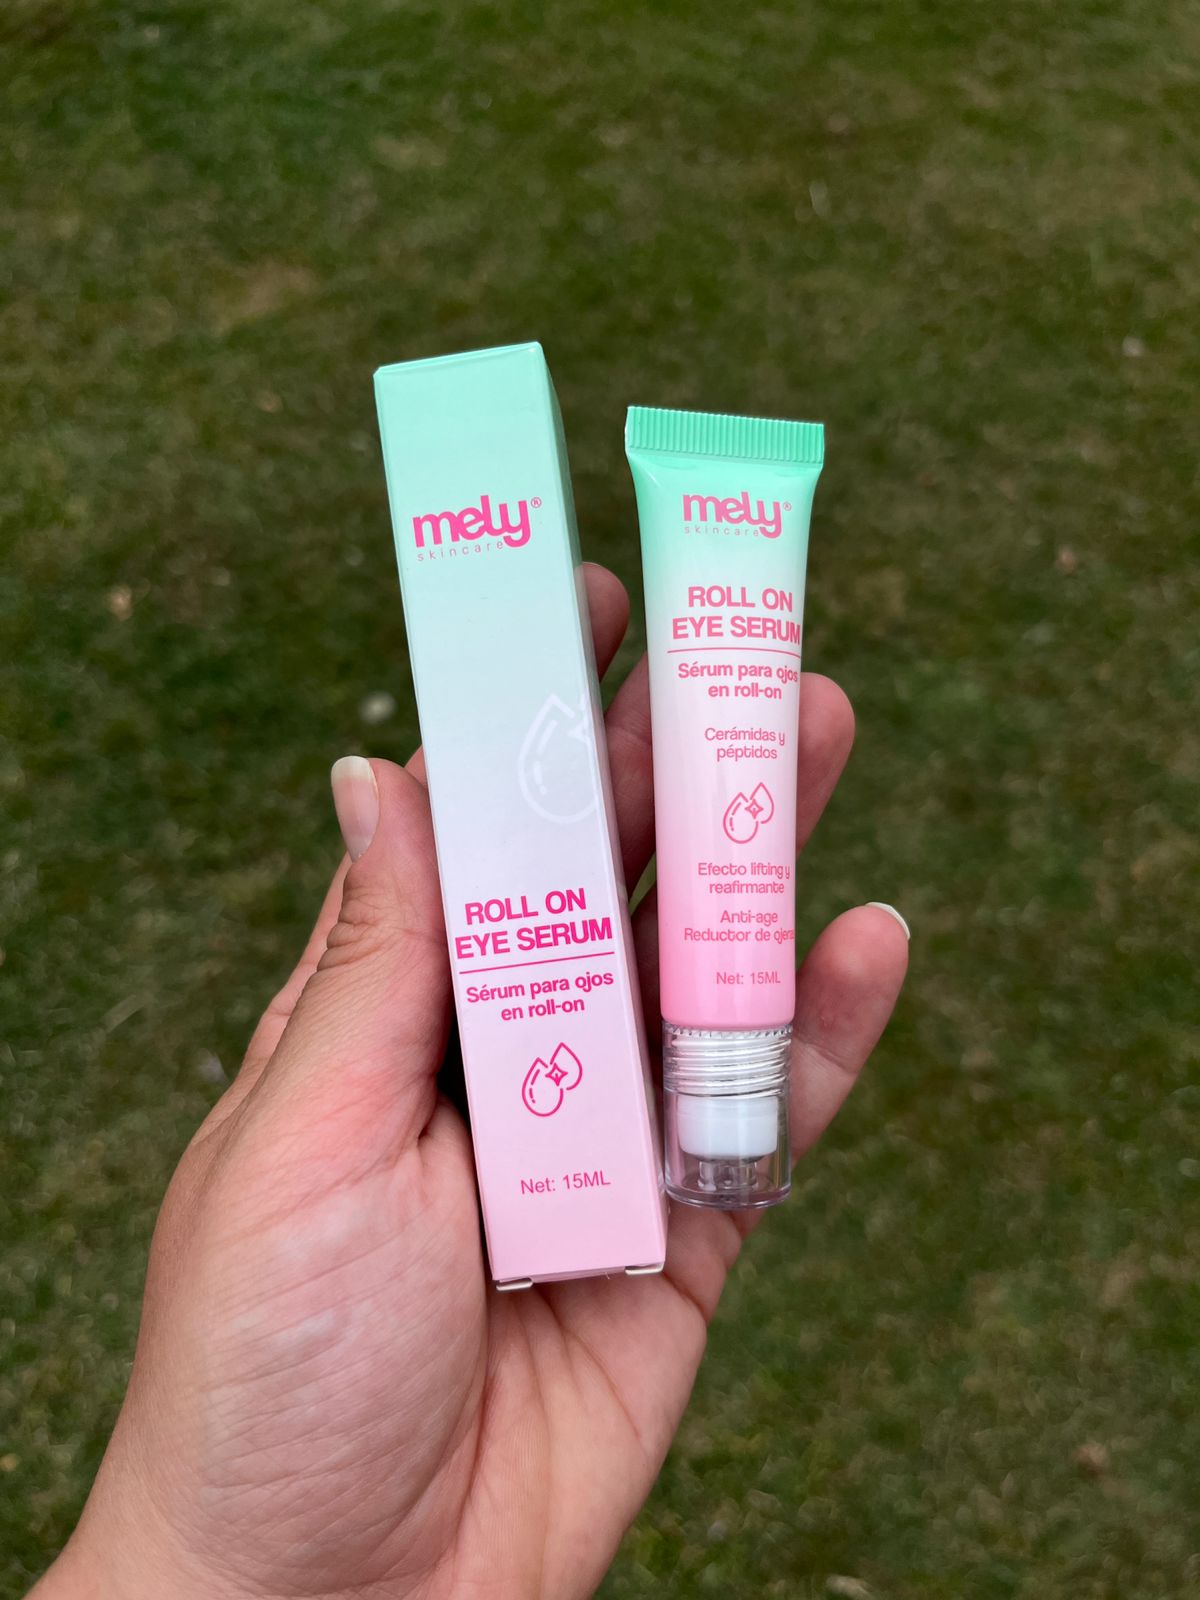 mely®
skincare
ROLL ON
EYE SERUM
Sérum para ojos
en roll-on
Net: 15ML
mely®
skincare
ROLL ON
EYE SERUM
Sérum para ojos
en roll-on
Cerámidas y
péptidos
Efecto lifting y
reafirmante
Anti-age
Reductor de ojeras
Net: 15ML